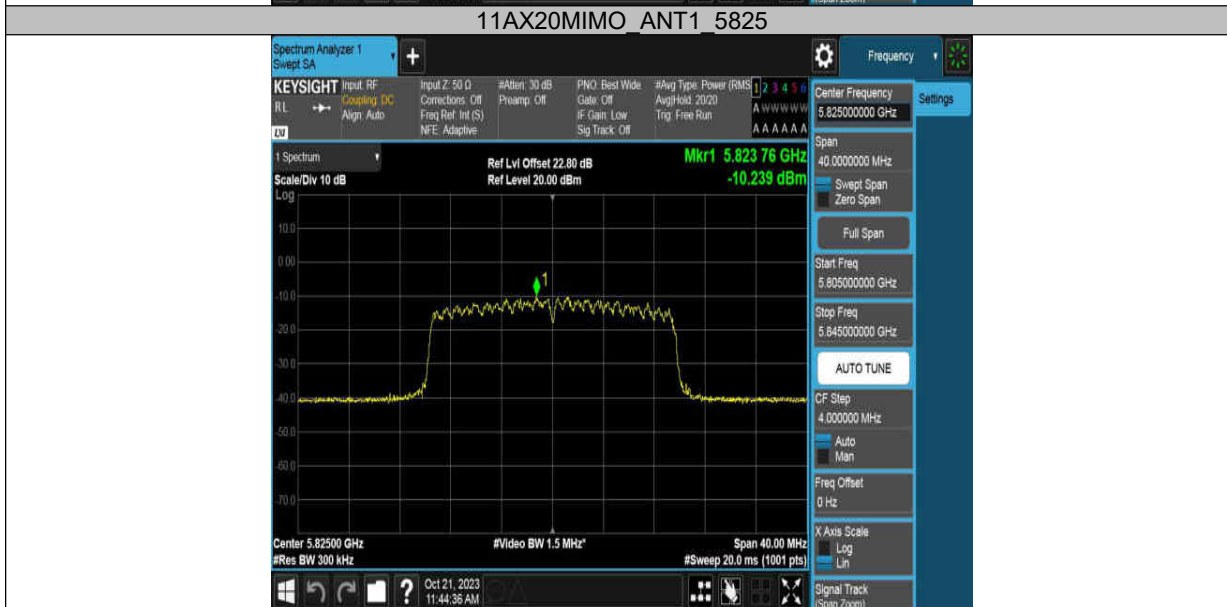 (Span Zoom)
11AX20MIMO_ANT1_5825
Spectrum Analyzer 1
Swept SA
+
Frequency
KEYSIGHT
RL
Input: RF
Coupling: DC
Align: Auto
Input Z: 50 Ω
Corrections: Off
Freq Ref: Int (S)
NFE: Adaptive
#Atten: 30 dB
Preamp: Off
PNO: Best Wide
Gate: Off
IF Gain: Low
Sig Track: Off
#Avg Type: Power (RMS
Avg|Hold: 20/20
Trig: Free Run
1 2 3 4 5 6
A W W W W W
A A A A A A
LV
1 Spectrum
Scale/Div 10 dB
Log
Ref Lvl Offset 22.80 dB
Ref Level 20.00 dBm
Mkr1 5.823 76 GHz
-10.239 dBm
10.0
0.00
-10.0
-20.0
-30.0
-40.0
-50.0
-60.0
-70.0
1
Center 5.82500 GHz
#Res BW 300 kHz
#Video BW 1.5 MHz*
Span 40.00 MHz
#Sweep 20.0 ms (1001 pts)
?
Oct 21, 2023
11:44:36 AM
Center Frequency
5.825000000 GHz
Settings
Span
40.0000000 MHz
Swept Span
Zero Span
Full Span
Start Freq
5.805000000 GHz
Stop Freq
5.845000000 GHz
AUTO TUNE
CF Step
4.000000 MHz
Auto
Man
Freq Offset
0 Hz
X Axis Scale
Log
Lin
Signal Track
(Span Zoom)